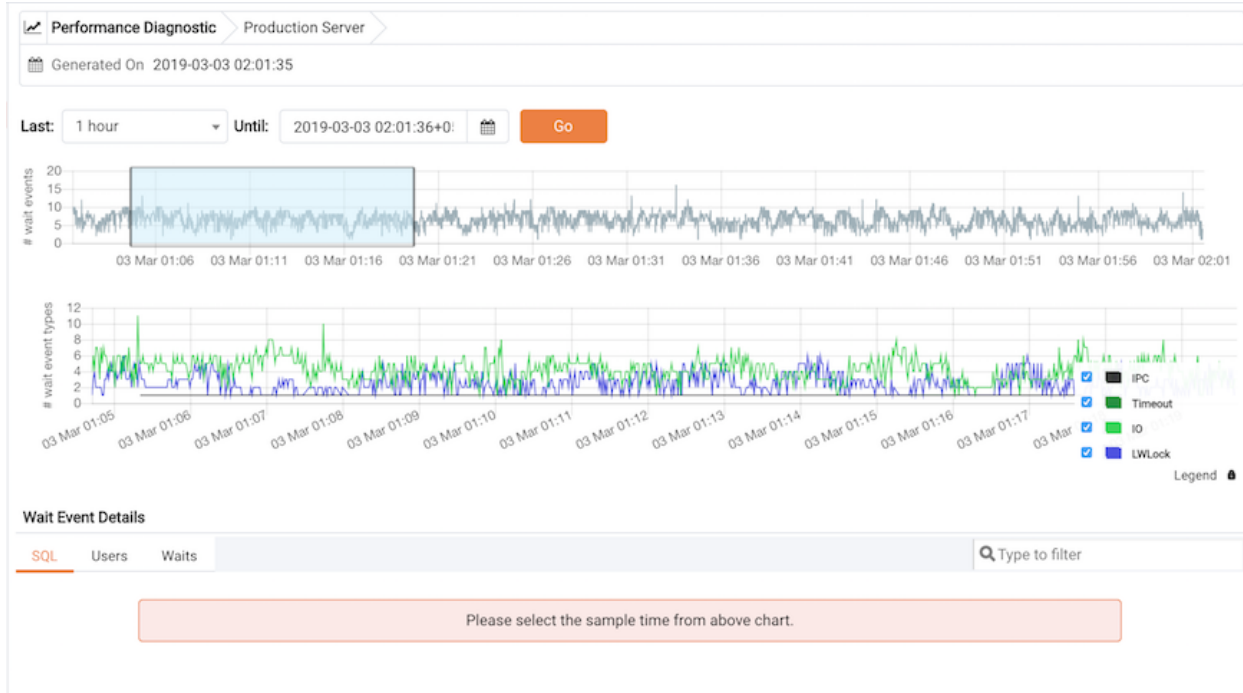 Performance Diagnostic Production Server
Generated On 2019-03-03 02:01:35
Last: 1 hour Until: 2019-03-03 02:01:36+05 Go
# wait events
20
15
10
5
0
03 Mar 01:06 03 Mar 01:11 03 Mar 01:16 03 Mar 01:21 03 Mar 01:26 03 Mar 01:31 03 Mar 01:36 03 Mar 01:41 03 Mar 01:46 03 Mar 01:51 03 Mar 01:56 03 Mar 02:01
# wait event types
12
10
8
6
4
2
0
03 Mar 01:05 03 Mar 01:06 03 Mar 01:07 03 Mar 01:08 03 Mar 01:09 03 Mar 01:10 03 Mar 01:11 03 Mar 01:12 03 Mar 01:13 03 Mar 01:14 03 Mar 01:15 03 Mar 01:16 03 Mar 01:17 03 Mar
IPC
Timeout
IO
LWLock
Legend
Wait Event Details
SQL Users Waits Type to filter
Please select the sample time from above chart.